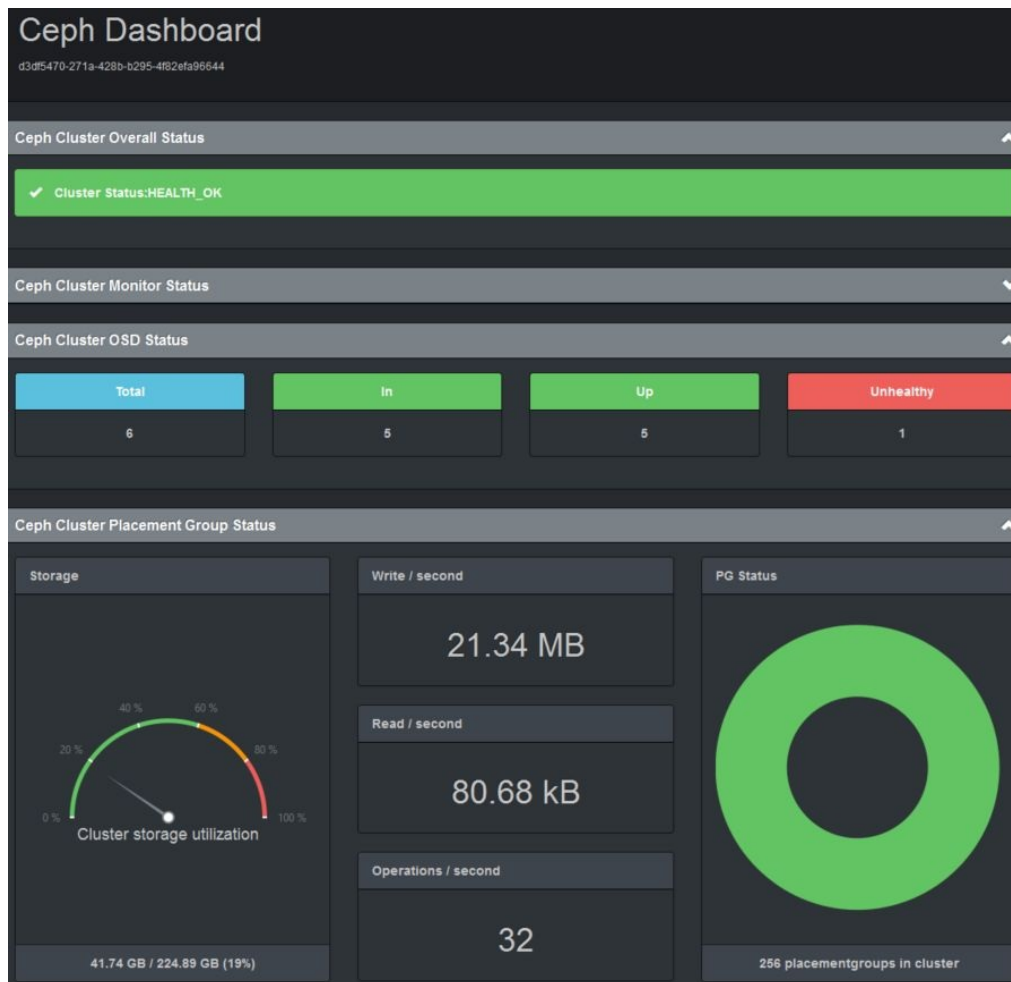 Ceph Dashboard
d3df5470-271a-428b-b295-4f82efa96644
Ceph Cluster Overall Status
Cluster Status:HEALTH_OK
Ceph Cluster Monitor Status
Ceph Cluster OSD Status
Total
In
Up
Unhealthy
6
5
5
1
Ceph Cluster Placement Group Status
Storage
0 %
20 %
40 %
60 %
80 %
100 %
Cluster storage utilization
41.74 GB / 224.89 GB (19%)
Write / second
21.34 MB
Read / second
80.68 kB
Operations / second
32
PG Status
256 placementgroups in cluster